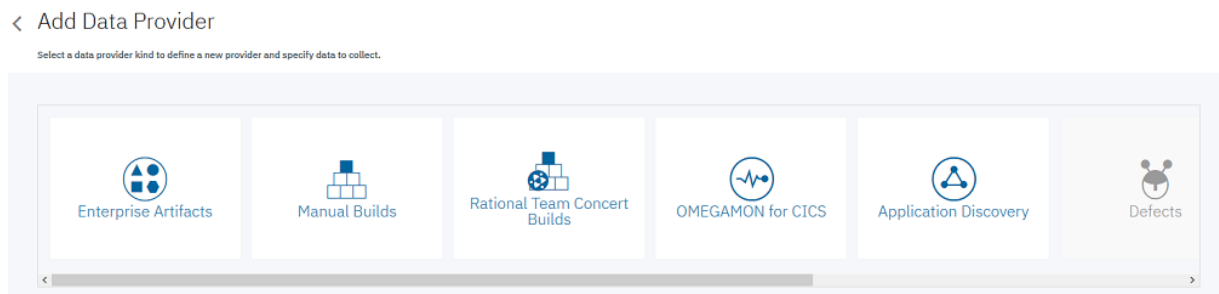 Add Data Provider
Select a data provider kind to define a new provider and specify data to collect.
Enterprise Artifacts
Manual Builds
Rational Team Concert
Builds
OMEGAMON for CICS
Application Discovery
Defects